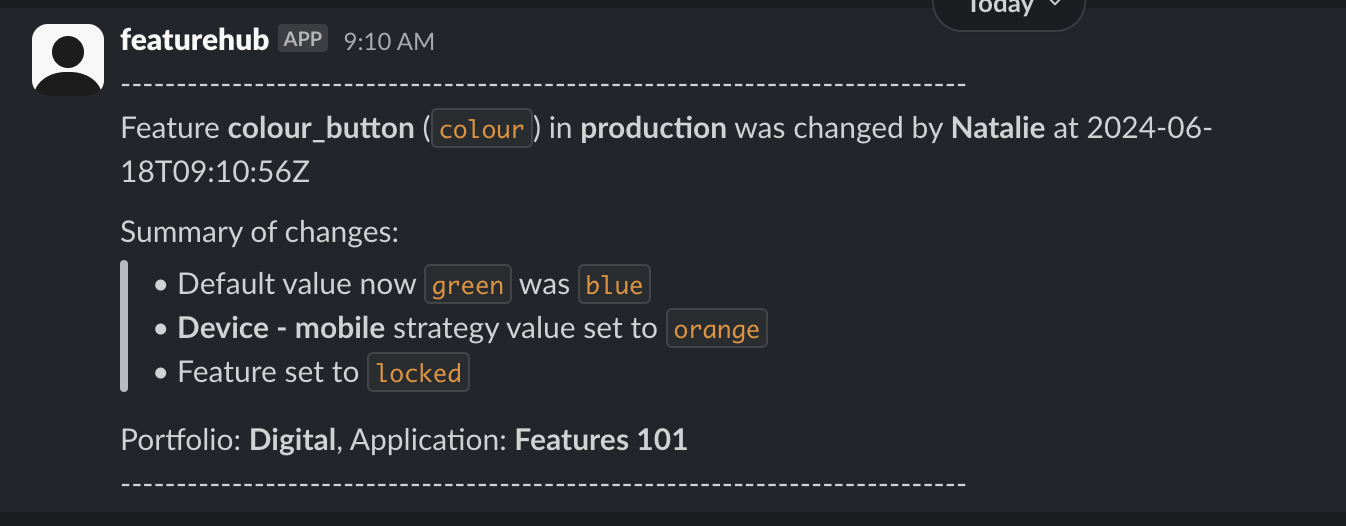 Today
featurehub APP 9:10 AM
---------------------------------------------------------------------------
Feature colour_button (colour) in production was changed by Natalie at 2024-06-
18T09:10:56Z
Summary of changes:
• Default value now green was blue
• Device - mobile strategy value set to orange
• Feature set to locked
Portfolio: Digital, Application: Features 101
---------------------------------------------------------------------------